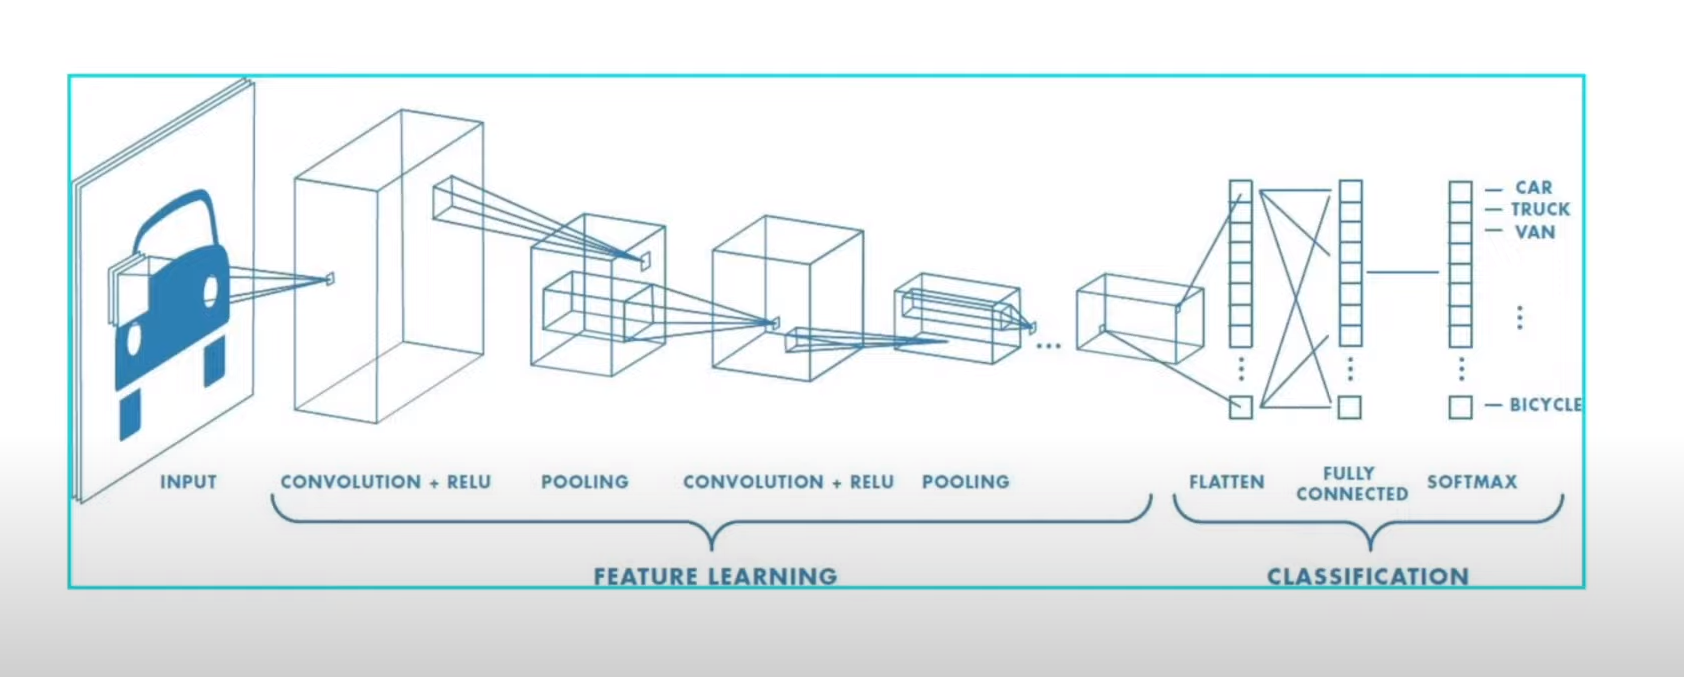 CAR
TRUCK
VAN
BICYCLE
INPUT
CONVOLUTION + RELU
POOLING
CONVOLUTION + RELU
POOLING
FLATTEN
FULLY
CONNECTED
SOFTMAX
FEATURE LEARNING
CLASSIFICATION